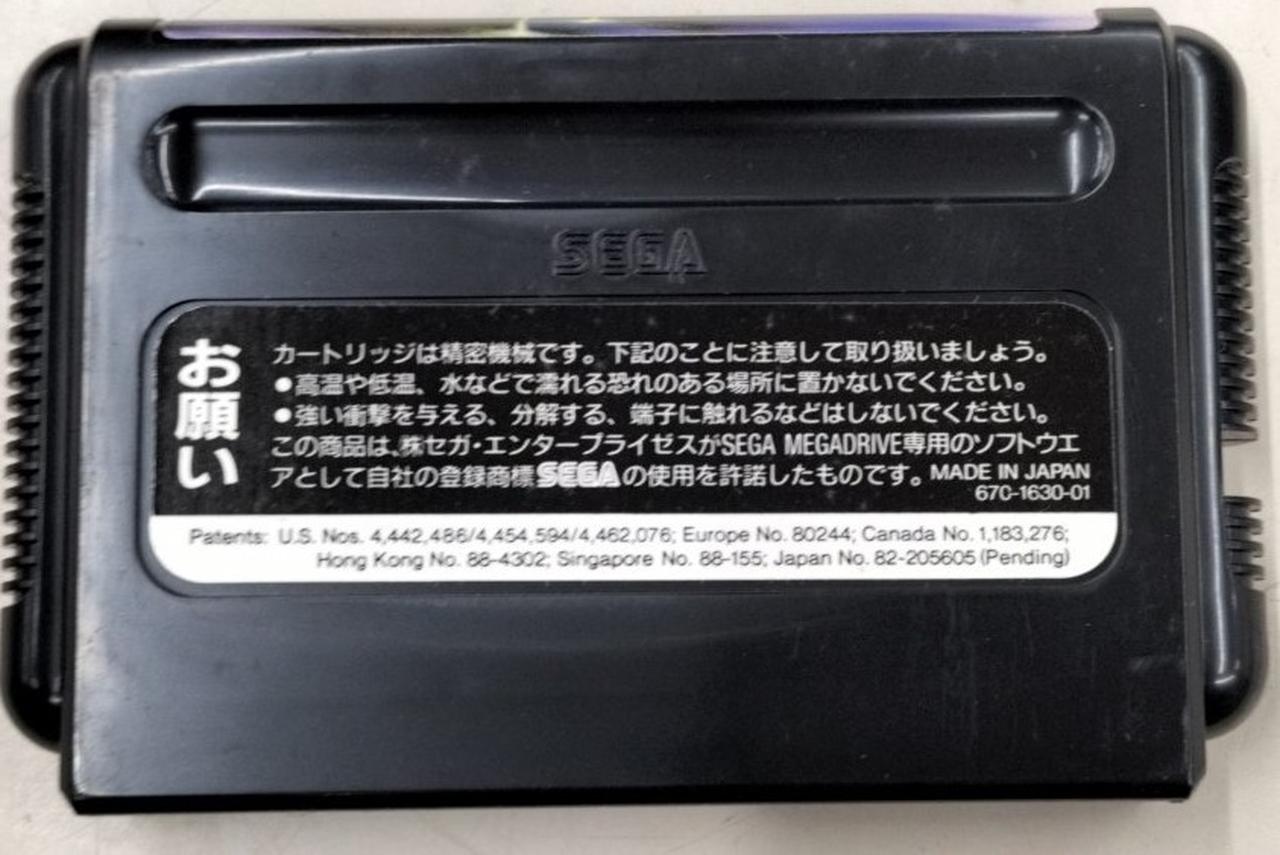 SEGA
お願い
カートリッジは精密機械です。下記のことに注意して取り扱いましょう。
●高温や低温、水などで濡れる恐れのある場所に置かないでください。
●強い衝撃を与える、分解する、端子に触れるなどはしないでください。
この商品は、㈱セガ・エンタープライゼスがSEGA MEGADRIVE専用のソフトウエ
アとして自社の登録商標SEGAの使用を許諾したものです。MADE IN JAPAN
67C-1630-01
Patents: U.S. Nos. 4,442,486/4,454,594/4,462,076; Europe No. 80244; Canada No. 1,183,276;
Hong Kong No. 88-4302; Singapore No. 88-155; Japan No. 82-205605 (Pending)